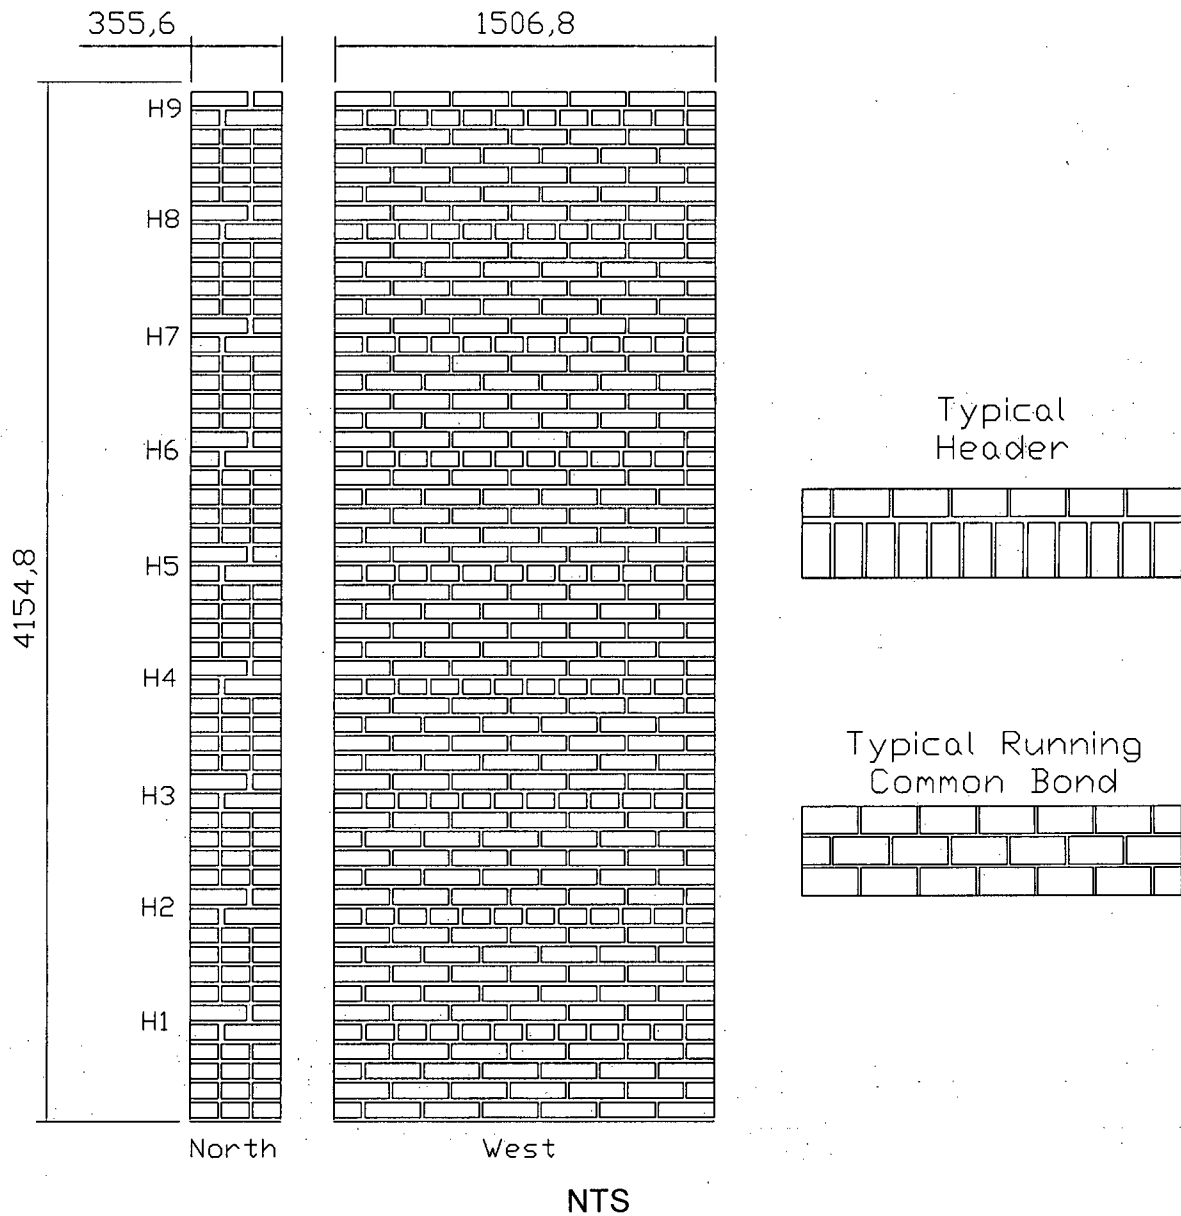 355,6
1506,8
H9
H8
H7
H6
H5
H4
H3
H2
H1
4154,8
Typical
Header
Typical Running
Common Bond
North
West
NTS